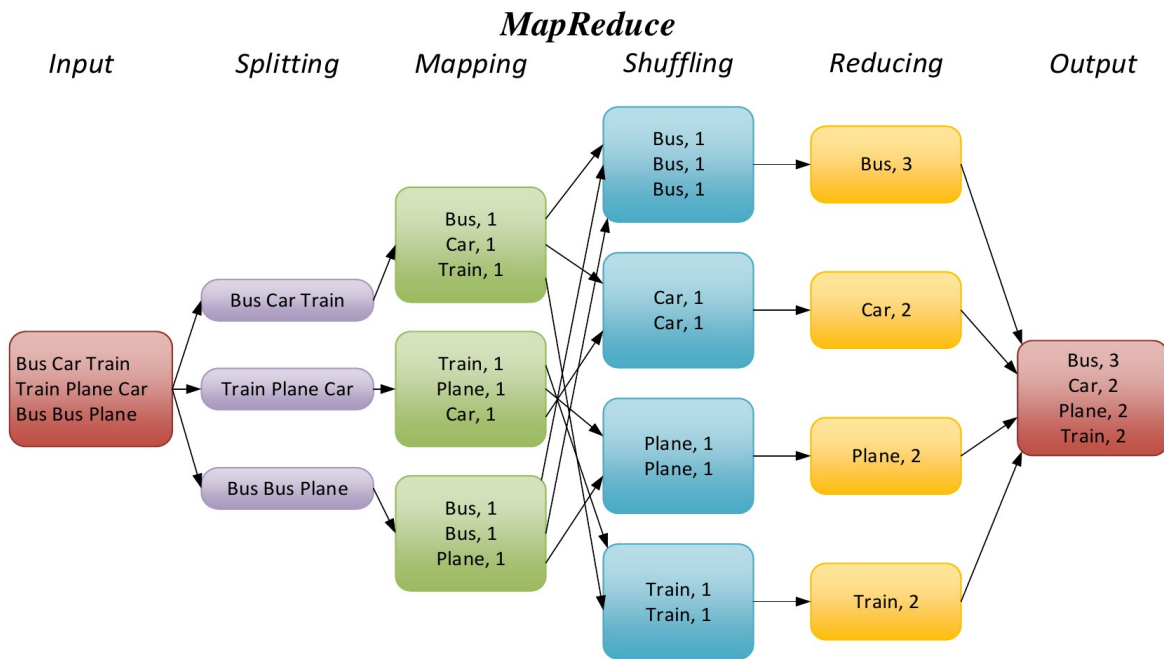 MapReduce
Input
Splitting
Mapping
Shuffling
Reducing
Output
Bus Car Train
Train Plane Car
Bus Bus Plane
Bus Car Train
Train Plane Car
Bus Bus Plane
Bus, 1
Car, 1
Train, 1
Train, 1
Plane, 1
Car, 1
Bus, 1
Bus, 1
Plane, 1
Bus, 1
Bus, 1
Bus, 1
Car, 1
Car, 1
Plane, 1
Plane, 1
Train, 1
Train, 1
Bus, 3
Car, 2
Plane, 2
Train, 2
Bus, 3
Car, 2
Plane, 2
Train, 2